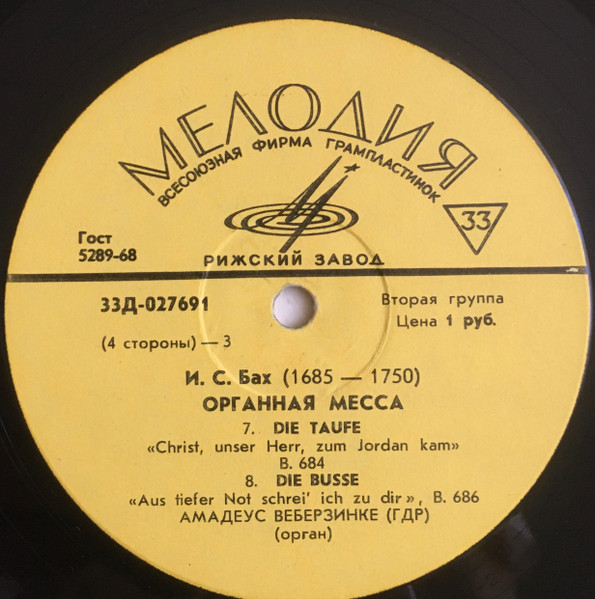 МЕЛОДИЯ
ВСЕСОЮЗНАЯ ФИРМА ГРАМПЛАСТИНОК
33
Гост
5289-68
РИЖСКИЙ ЗАВОД
33Д-027691
Вторая группа
Цена 1 руб.
(4 стороны) — 3
И. С. Бах (1685 — 1750)
ОРГАННАЯ МЕССА
7. DIE TAUFE
«Christ, unser Herr, zum Jordan kam»
B. 684
8. DIE BUSSE
«Aus tiefer Not schrei' ich zu dir», B. 686
АМАДЕУС ВЕБЕРЗИНКЕ (ГДР)
(орган)